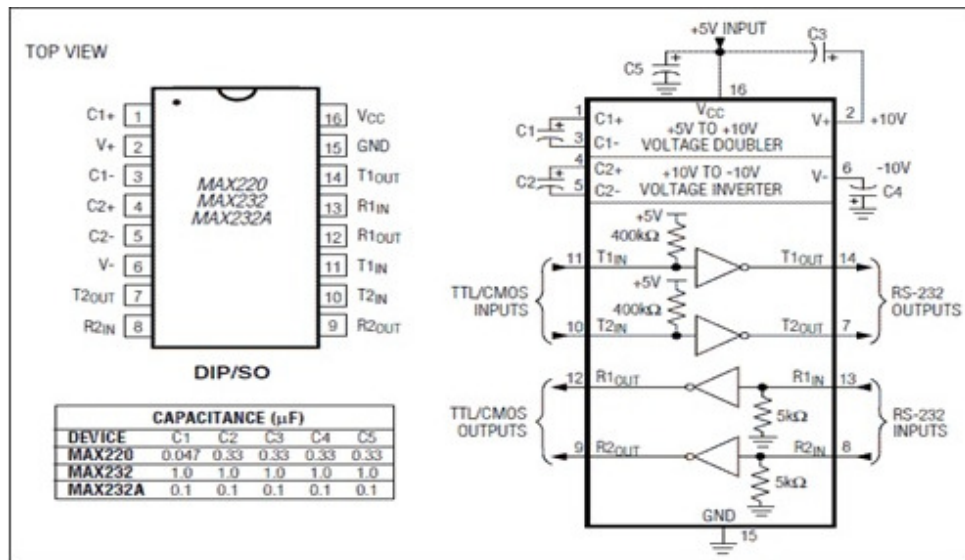 TOP VIEW
C1+ 1
V+ 2
C1- 3
C2+ 4
C2- 5
V- 6
T2OUT 7
R2IN 8
MAX220
MAX232
MAX232A
16 VCC
15 GND
14 T1OUT
13 R1IN
12 R1OUT
11 T1IN
10 T2IN
9 R2OUT
DIP/SO
CAPACITANCE (µF)
DEVICE C1 C2 C3 C4 C5
MAX220 0.047 0.33 0.33 0.33 0.33
MAX232 1.0 1.0 1.0 1.0 1.0
MAX232A 0.1 0.1 0.1 0.1 0.1
+5V INPUT
C3
+
C5
+
16
1
C1+
VCC
V+
2
+10V
C1
+
+5V TO +10V
3
C1-
VOLTAGE DOUBLER
4
C2+
+10V TO -10V
V-
6
-10V
C2
+
5
C2-
VOLTAGE INVERTER
C4
+
+5V
400kΩ
11 T1IN
T1OUT 14
TTL/CMOS
INPUTS
+5V
400kΩ
RS-232
OUTPUTS
10 T2IN
T2OUT 7
12 R1OUT
R1IN 13
TTL/CMOS
OUTPUTS
5kΩ
RS-232
INPUTS
9 R2OUT
R2IN 8
5kΩ
GND
15